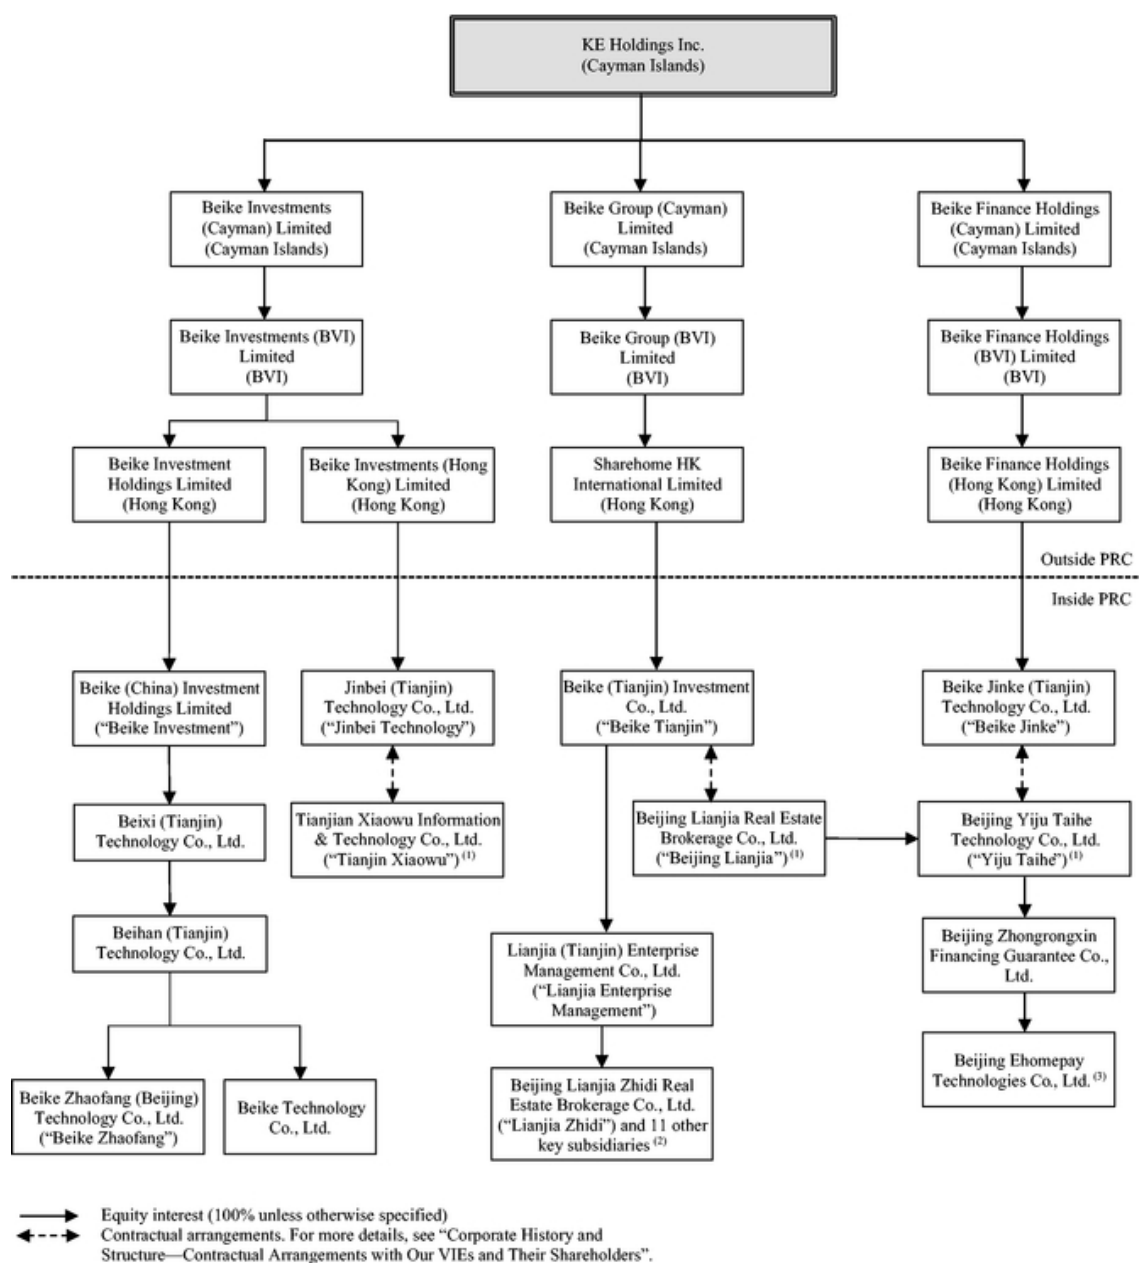 KE Holdings Inc.
(Cayman Islands)
Beike Investments
(Cayman) Limited
(Cayman Islands)
Beike Group (Cayman)
Limited
(Cayman Islands)
Beike Finance Holdings
(Cayman) Limited
(Cayman Islands)
Beike Investments (BVI)
Limited
(BVI)
Beike Group (BVI)
Limited
(BVI)
Beike Finance Holdings
(BVI) Limited
(BVI)
Beike Investment
Holdings Limited
(Hong Kong)
Beike Investments (Hong
Kong) Limited
(Hong Kong)
Sharehome HK
International Limited
(Hong Kong)
Beike Finance Holdings
(Hong Kong) Limited
(Hong Kong)
Outside PRC
Inside PRC
Beike (China) Investment
Holdings Limited
(“Beike Investment”)
Jinbei (Tianjin)
Technology Co., Ltd.
(“Jinbei Technology”)
Beike (Tianjin) Investment
Co., Ltd.
(“Beike Tianjin”)
Beike Jinke (Tianjin)
Technology Co., Ltd.
(“Beike Jinke”)
Beixi (Tianjin)
Technology Co., Ltd.
Tianjian Xiaowu Information
& Technology Co., Ltd.
(“Tianjin Xiaowu”) (1)
Beijing Lianjia Real Estate
Brokerage Co., Ltd.
(“Beijing Lianjia”) (1)
Beijing Yiju Taihe
Technology Co., Ltd.
(“Yiju Taihe”) (1)
Beihan (Tianjin)
Technology Co., Ltd.
Lianjia (Tianjin) Enterprise
Management Co., Ltd.
(“Lianjia Enterprise
Management”)
Beijing Zhongrongxin
Financing Guarantee Co.,
Ltd.
Beike Zhaofang (Beijing)
Technology Co., Ltd.
(“Beike Zhaofang”)
Beike Technology
Co., Ltd.
Beijing Lianjia Zhidi Real
Estate Brokerage Co., Ltd.
(“Lianjia Zhidi”) and 11 other
key subsidiaries (2)
Beijing Ehomepay
Technologies Co., Ltd. (3)
Equity interest (100% unless otherwise specified)
Contractual arrangements. For more details, see “Corporate History and
Structure—Contractual Arrangements with Our VIEs and Their Shareholders”.